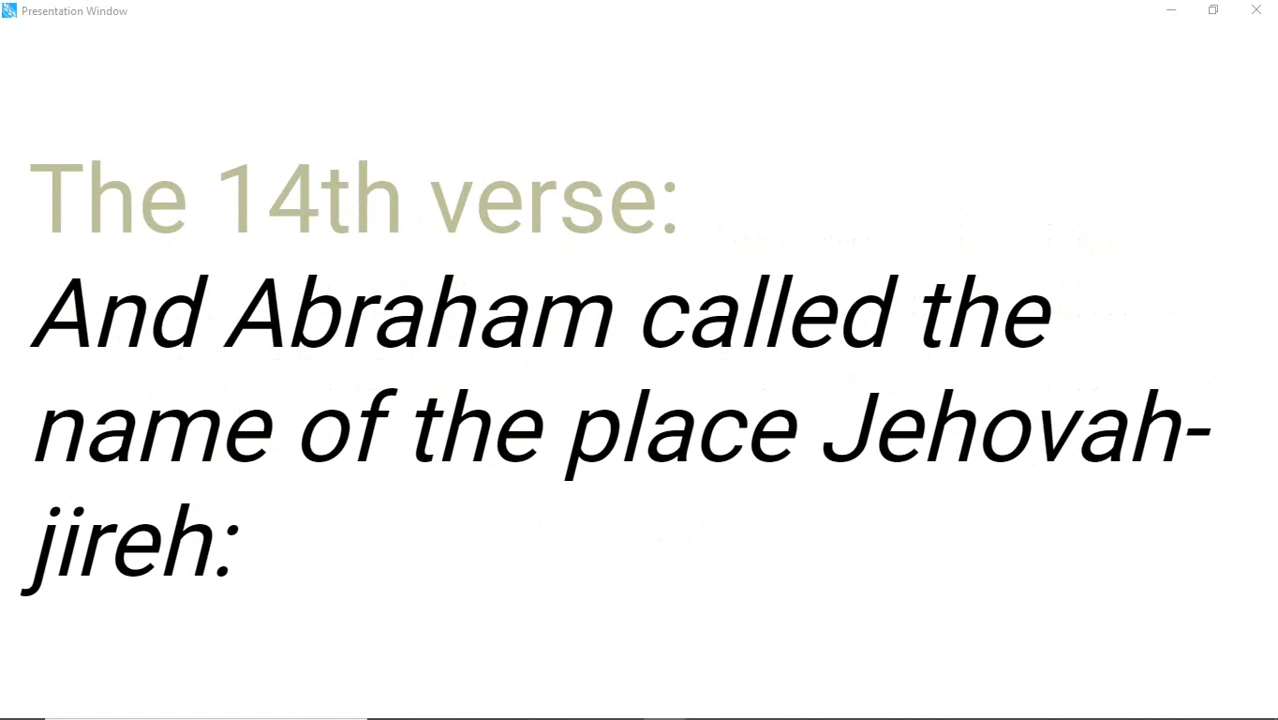 Presentation Window
The 14th verse:
And Abraham called the
name of the place Jehovah-
jireh: